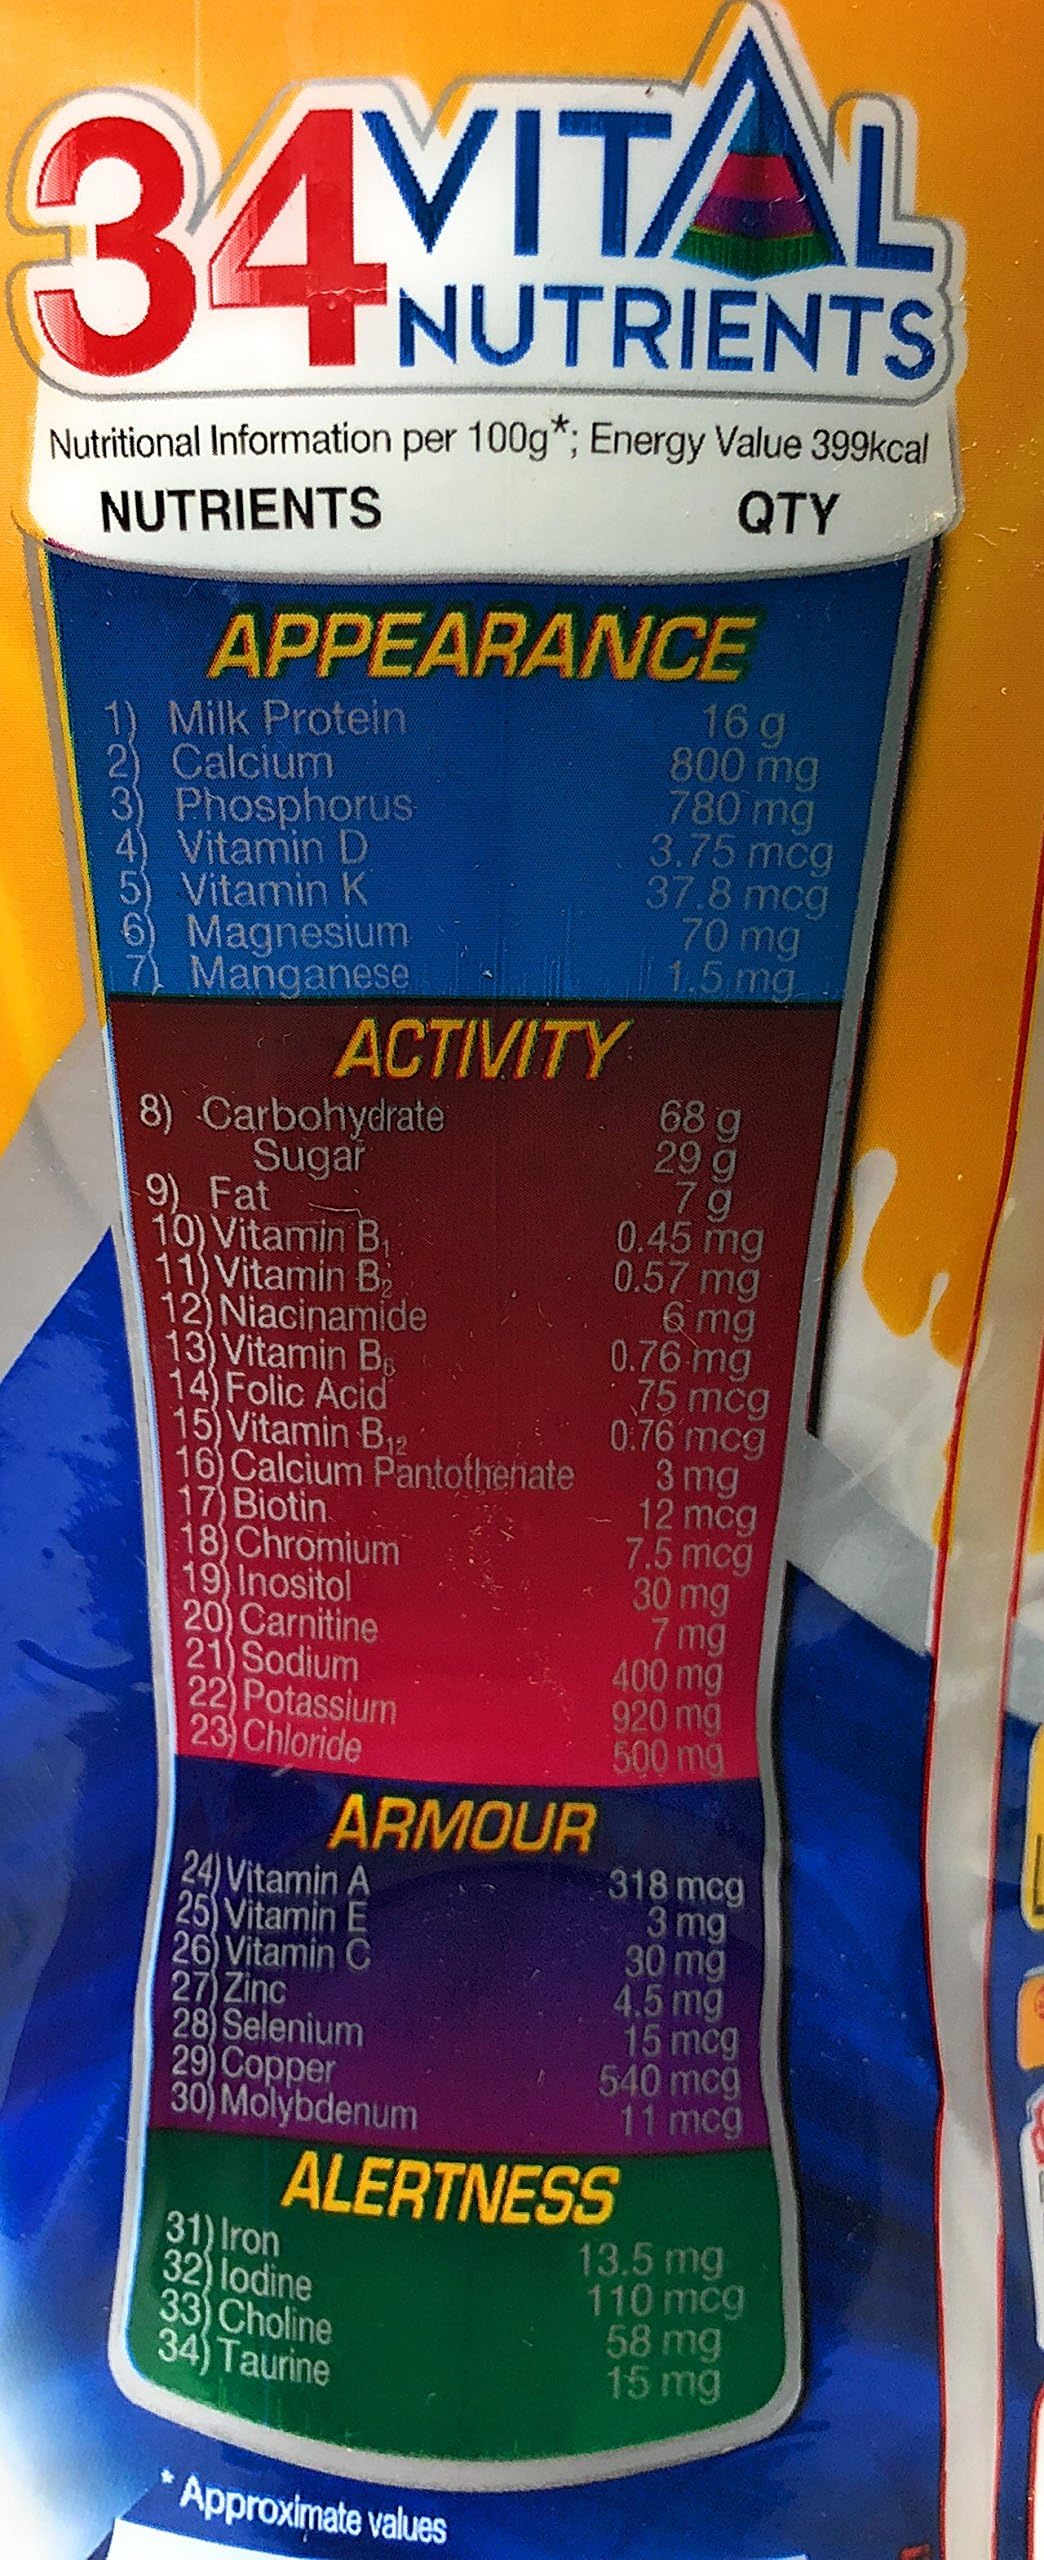 34 VITAL
NUTRIENTS
Nutritional Information per 100g*; Energy Value 399kcal
NUTRIENTS QTY
APPEARANCE
1) Milk Protein 16 g
2) Calcium 800 mg
3) Phosphorus 780 mg
4) Vitamin D 3.75 mcg
5) Vitamin K 37.8 mcg
6) Magnesium 70 mg
7) Manganese 1.5 mg
ACTIVITY
8) Carbohydrate 68 g
Sugar 29 g
9) Fat 7 g
10) Vitamin B₁ 0.45 mg
11) Vitamin B₂ 0.57 mg
12) Niacinamide 6 mg
13) Vitamin B₆ 0.76 mg
14) Folic Acid 75 mcg
15) Vitamin B₁₂ 0.76 mcg
16) Calcium Pantothenate 3 mg
17) Biotin 12 mcg
18) Chromium 7.5 mcg
19) Inositol 30 mg
20) Carnitine 7 mg
21) Sodium 400 mg
22) Potassium 920 mg
23) Chloride 500 mg
ARMOUR
24) Vitamin A 318 mcg
25) Vitamin E 3 mg
26) Vitamin C 30 mg
27) Zinc 4.5 mg
28) Selenium 15 mcg
29) Copper 540 mcg
30) Molybdenum 11 mcg
ALERTNESS
31) Iron 13.5 mg
32) Iodine 110 mcg
33) Choline 58 mg
34) Taurine 15 mg
* Approximate values